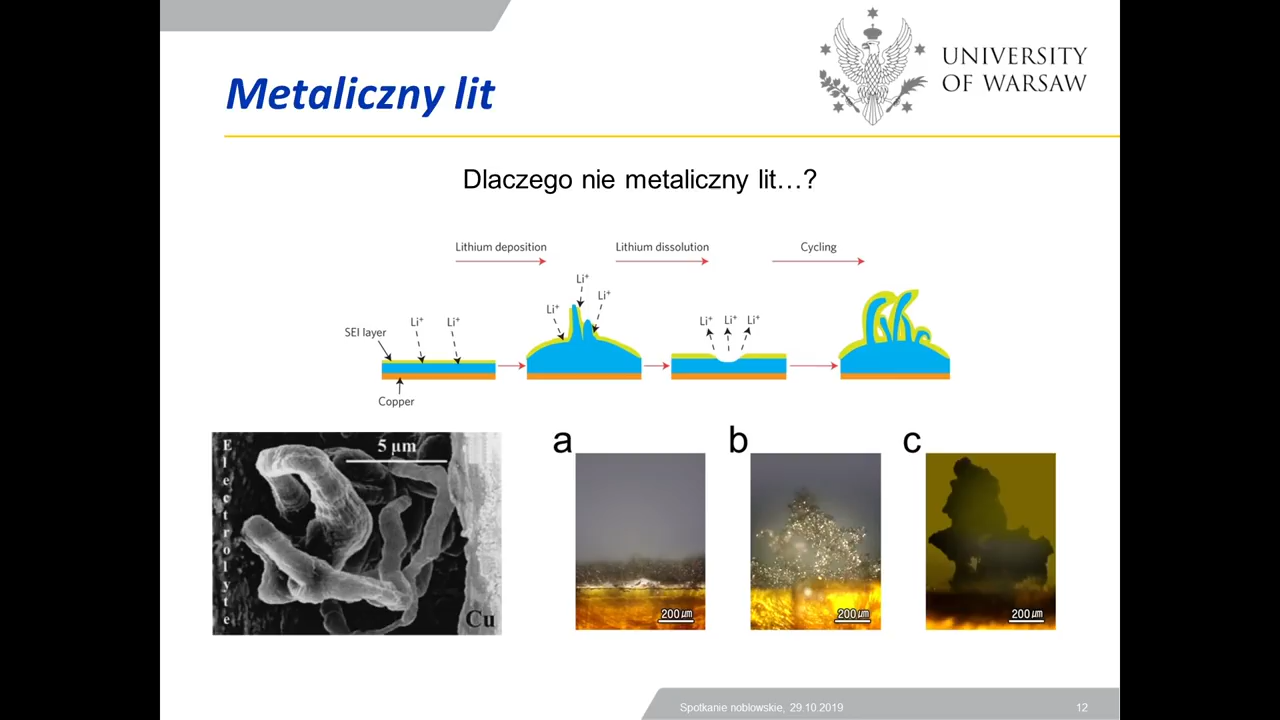 UNIVERSITY
OF WARSAW
Metaliczny lit
Dlaczego nie metaliczny lit…?
Lithium deposition
Lithium dissolution
Cycling
Li⁺
Li⁺
Li⁺
Li⁺
Li⁺
Li⁺ Li⁺ Li⁺
SEI layer
Copper
Electrolyte
5 μm
Cu
a
b
c
200 μm
200 μm
200 μm
Spotkanie noblowskie, 29.10.2019
12